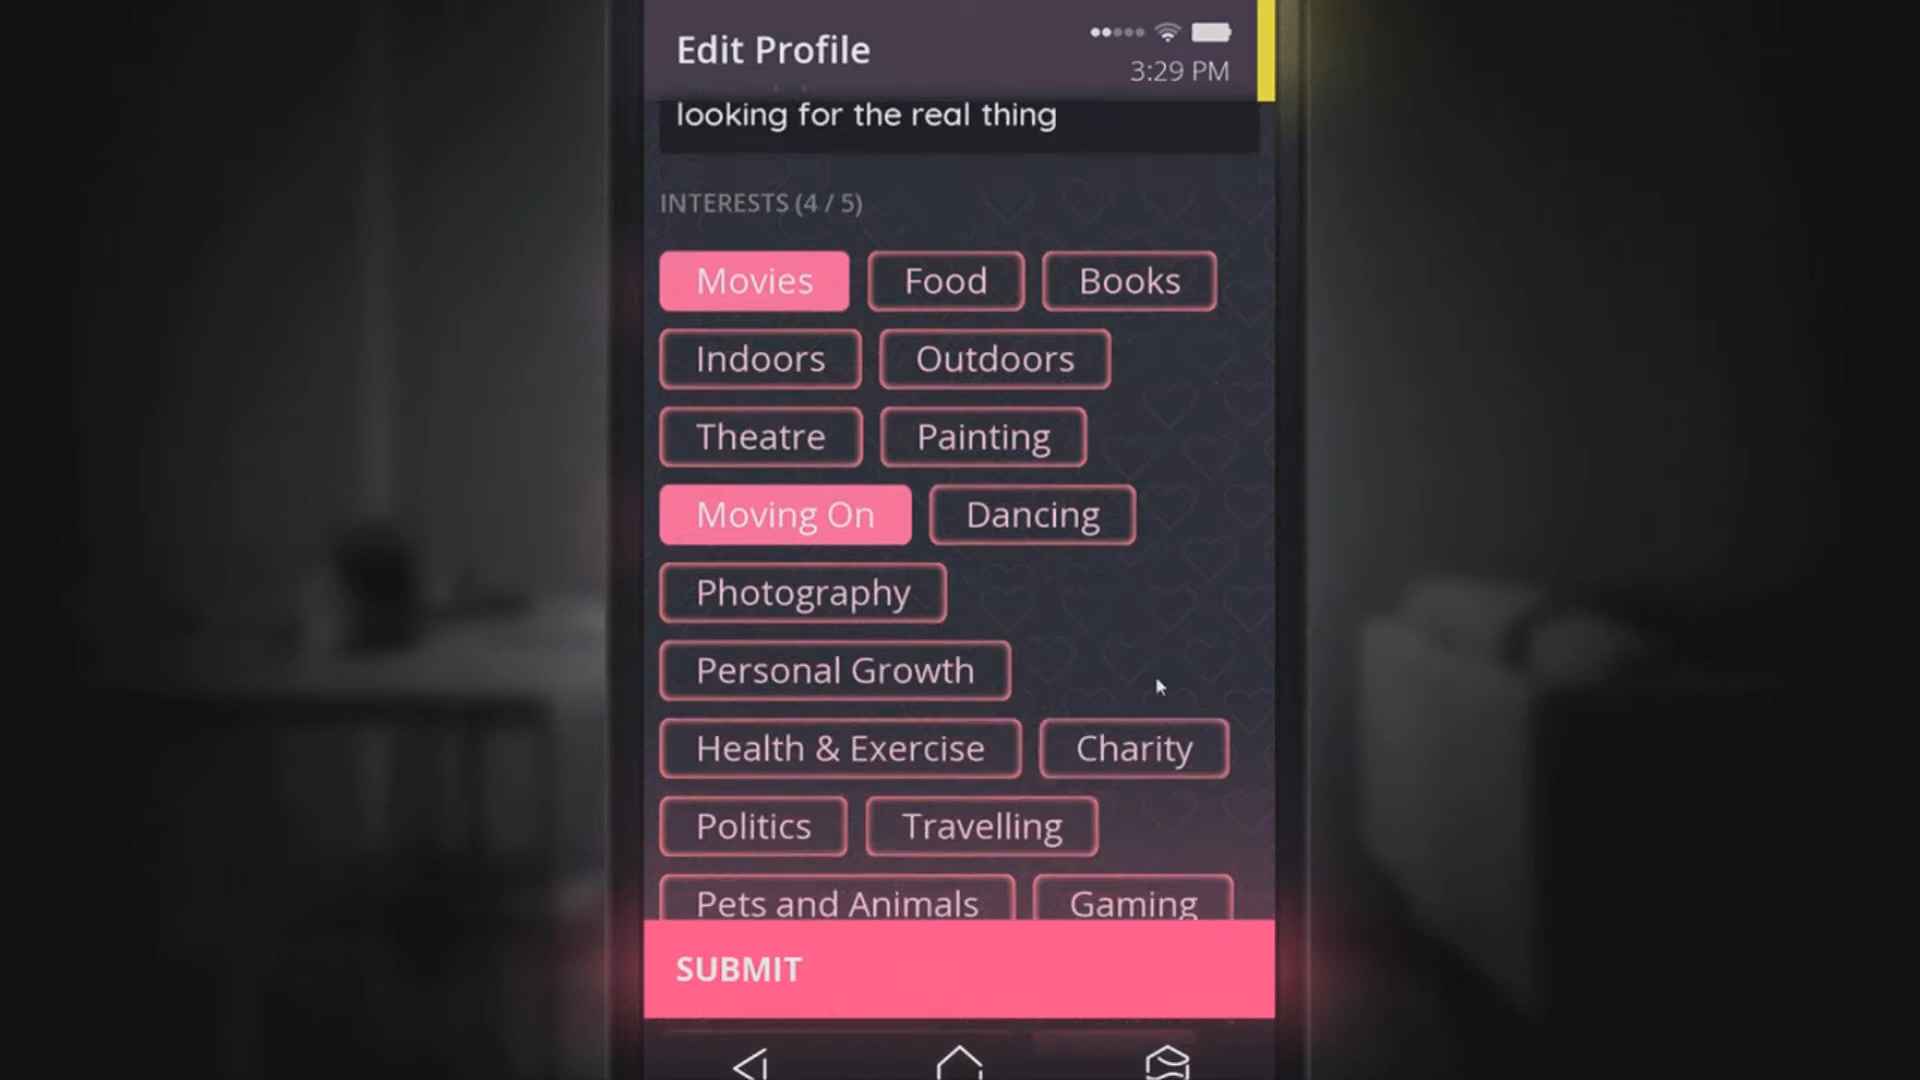 Edit Profile
3:29 PM
looking for the real thing
INTERESTS (4 / 5)
Movies Food Books
Indoors Outdoors
Theatre Painting
Moving On Dancing
Photography
Personal Growth
Health & Exercise Charity
Politics Travelling
Pets and Animals Gaming
SUBMIT